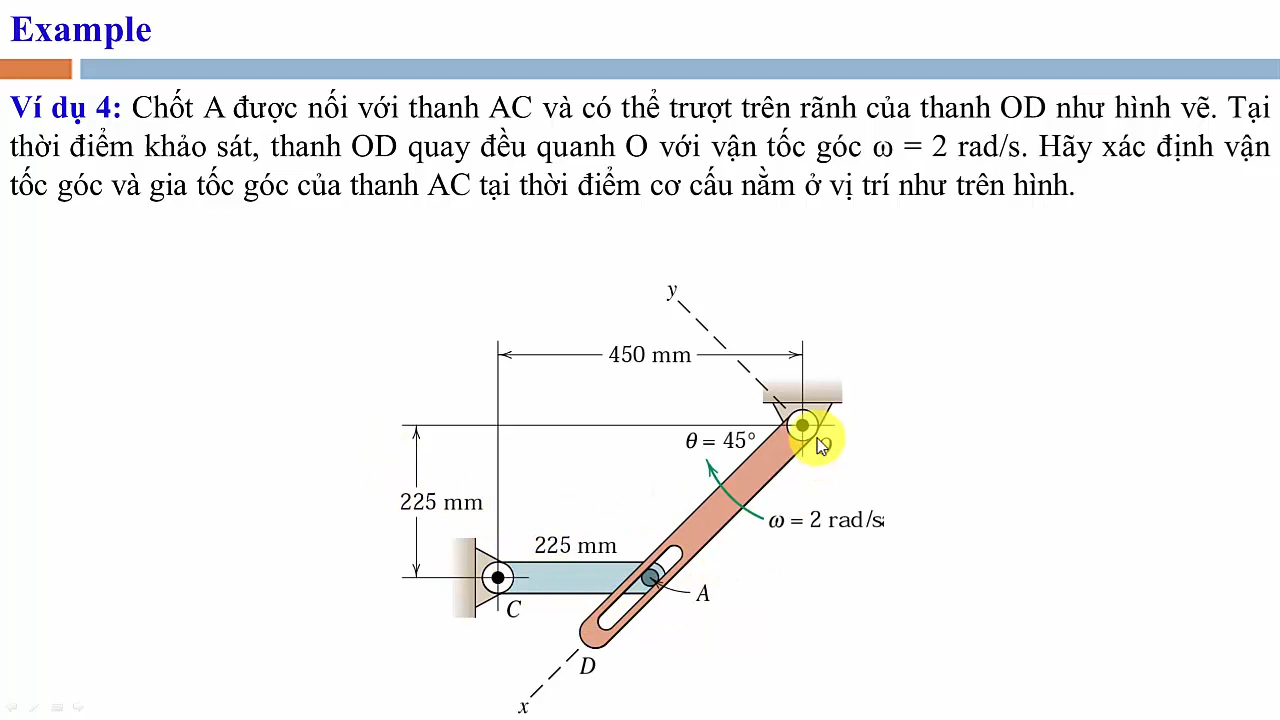 Example
Ví dụ 4: Chốt A được nối với thanh AC và có thể trượt trên rãnh của thanh OD như hình vẽ. Tại
thời điểm khảo sát, thanh OD quay đều quanh O với vận tốc góc ω = 2 rad/s. Hãy xác định vận
tốc góc và gia tốc góc của thanh AC tại thời điểm cơ cấu nằm ở vị trí như trên hình.
y
450 mm
θ = 45°
225 mm
ω = 2 rad/s
225 mm
A
C
D
x